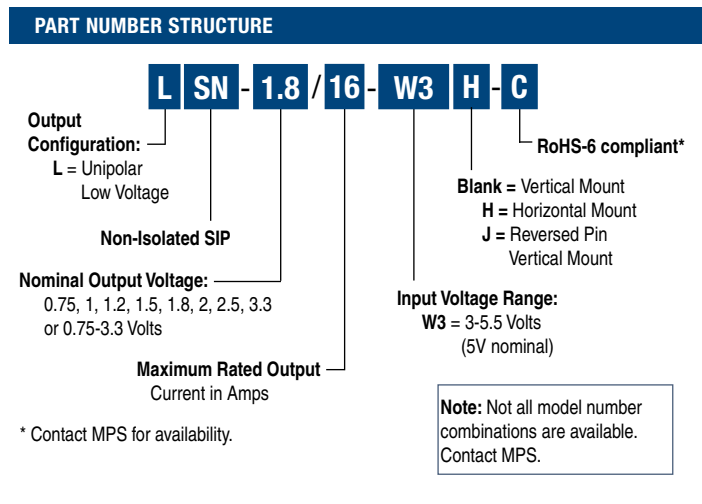 PART NUMBER STRUCTURE
L SN - 1.8 / 16 - W3 H - C
Output
Configuration:
L = Unipolar
Low Voltage
Non-Isolated SIP
Nominal Output Voltage:
0.75, 1, 1.2, 1.5, 1.8, 2, 2.5, 3.3
or 0.75-3.3 Volts
Maximum Rated Output
Current in Amps
* Contact MPS for availability.
RoHS-6 compliant*
Blank = Vertical Mount
H = Horizontal Mount
J = Reversed Pin
Vertical Mount
Input Voltage Range:
W3 = 3-5.5 Volts
(5V nominal)
Note: Not all model number
combinations are available.
Contact MPS.